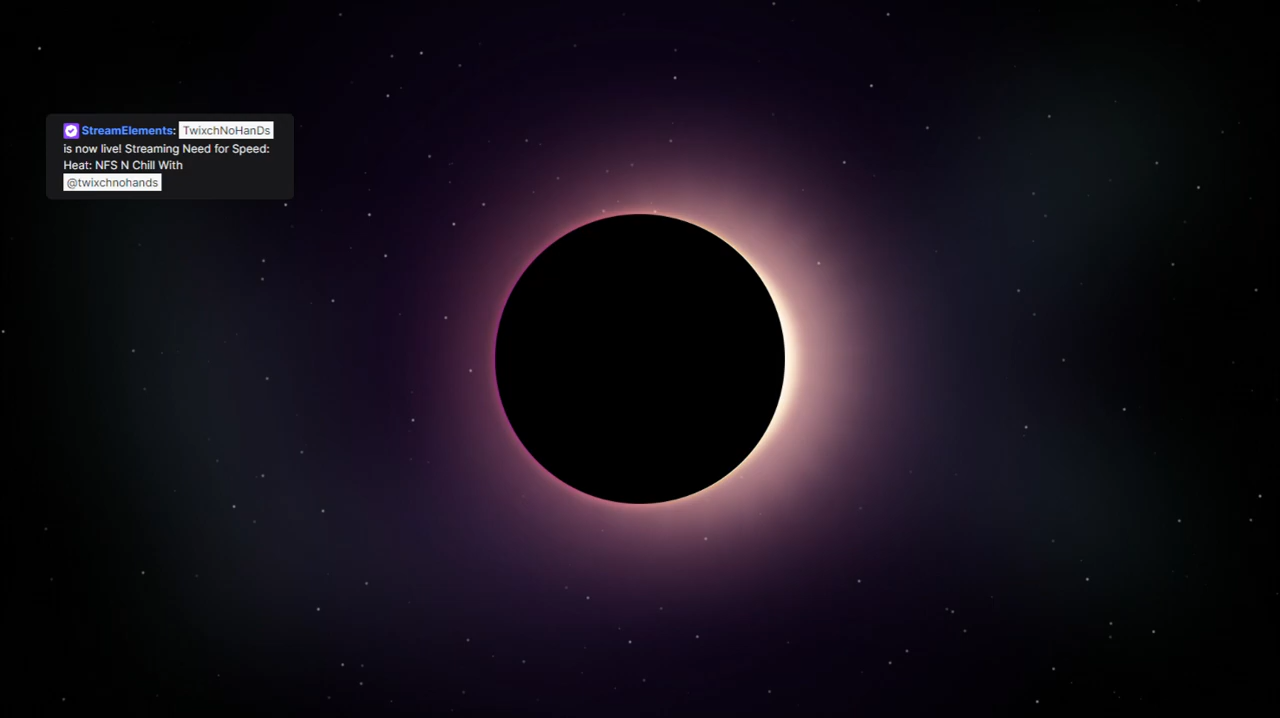 StreamElements: TwixchNoHanDs
is now live! Streaming Need for Speed:
Heat: NFS N Chill With
@twixchnohands